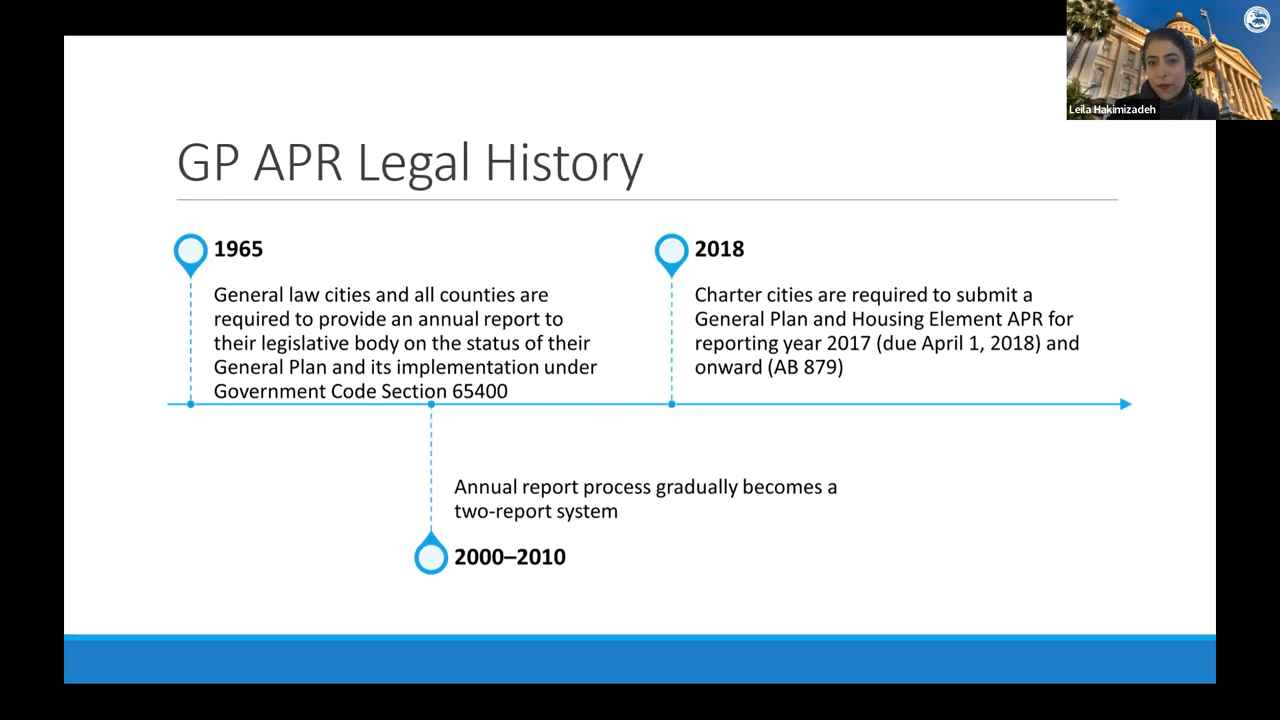 Leila Hakimizadeh
GP APR Legal History
1965
General law cities and all counties are
required to provide an annual report to
their legislative body on the status of their
General Plan and its implementation under
Government Code Section 65400
2018
Charter cities are required to submit a
General Plan and Housing Element APR for
reporting year 2017 (due April 1, 2018) and
onward (AB 879)
Annual report process gradually becomes a
two-report system
2000–2010